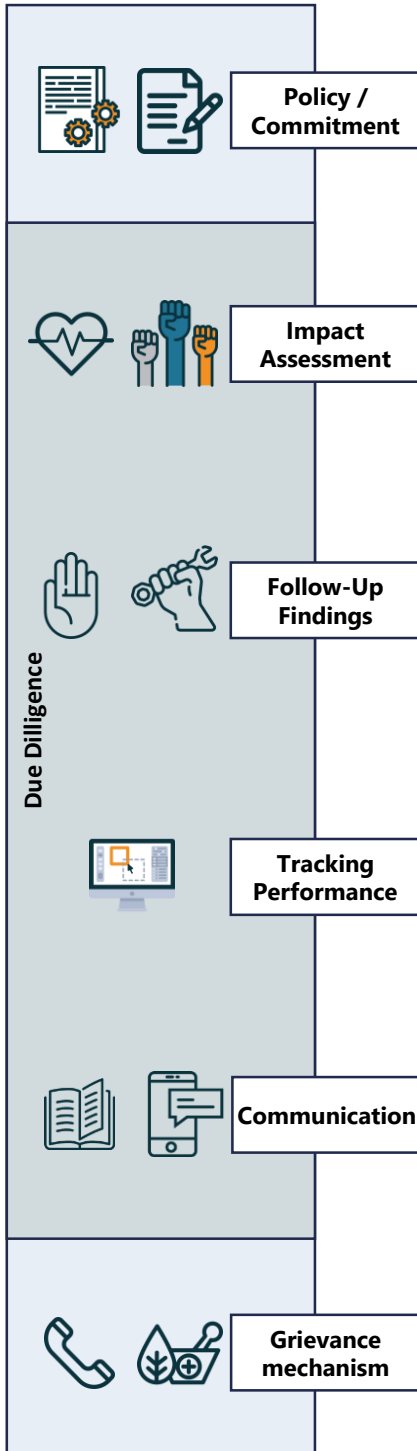 Policy /
Commitment
Impact
Assessment
Follow-Up
Findings
Due Dilligence
Tracking
Performance
Communication
Grievance
mechanism